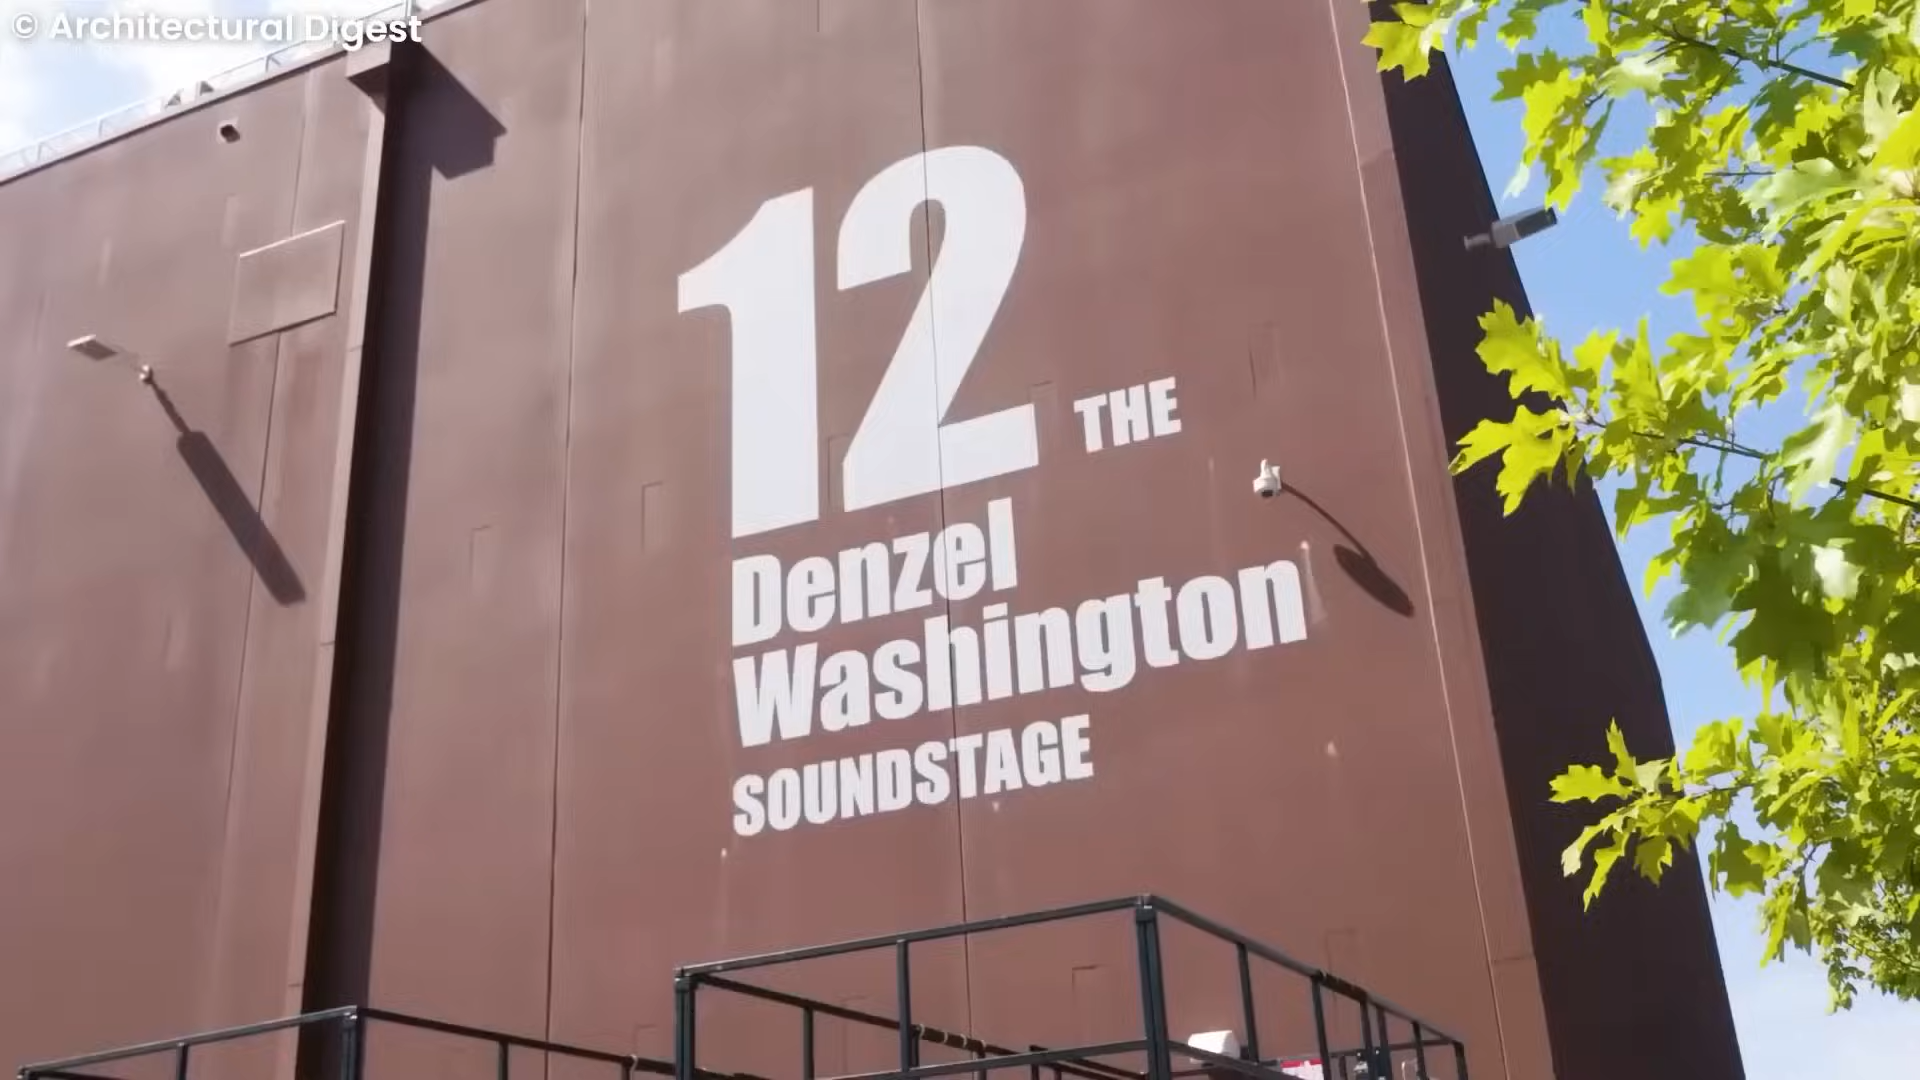 © Architectural Digest
12 THE
Denzel
Washington
SOUNDSTAGE